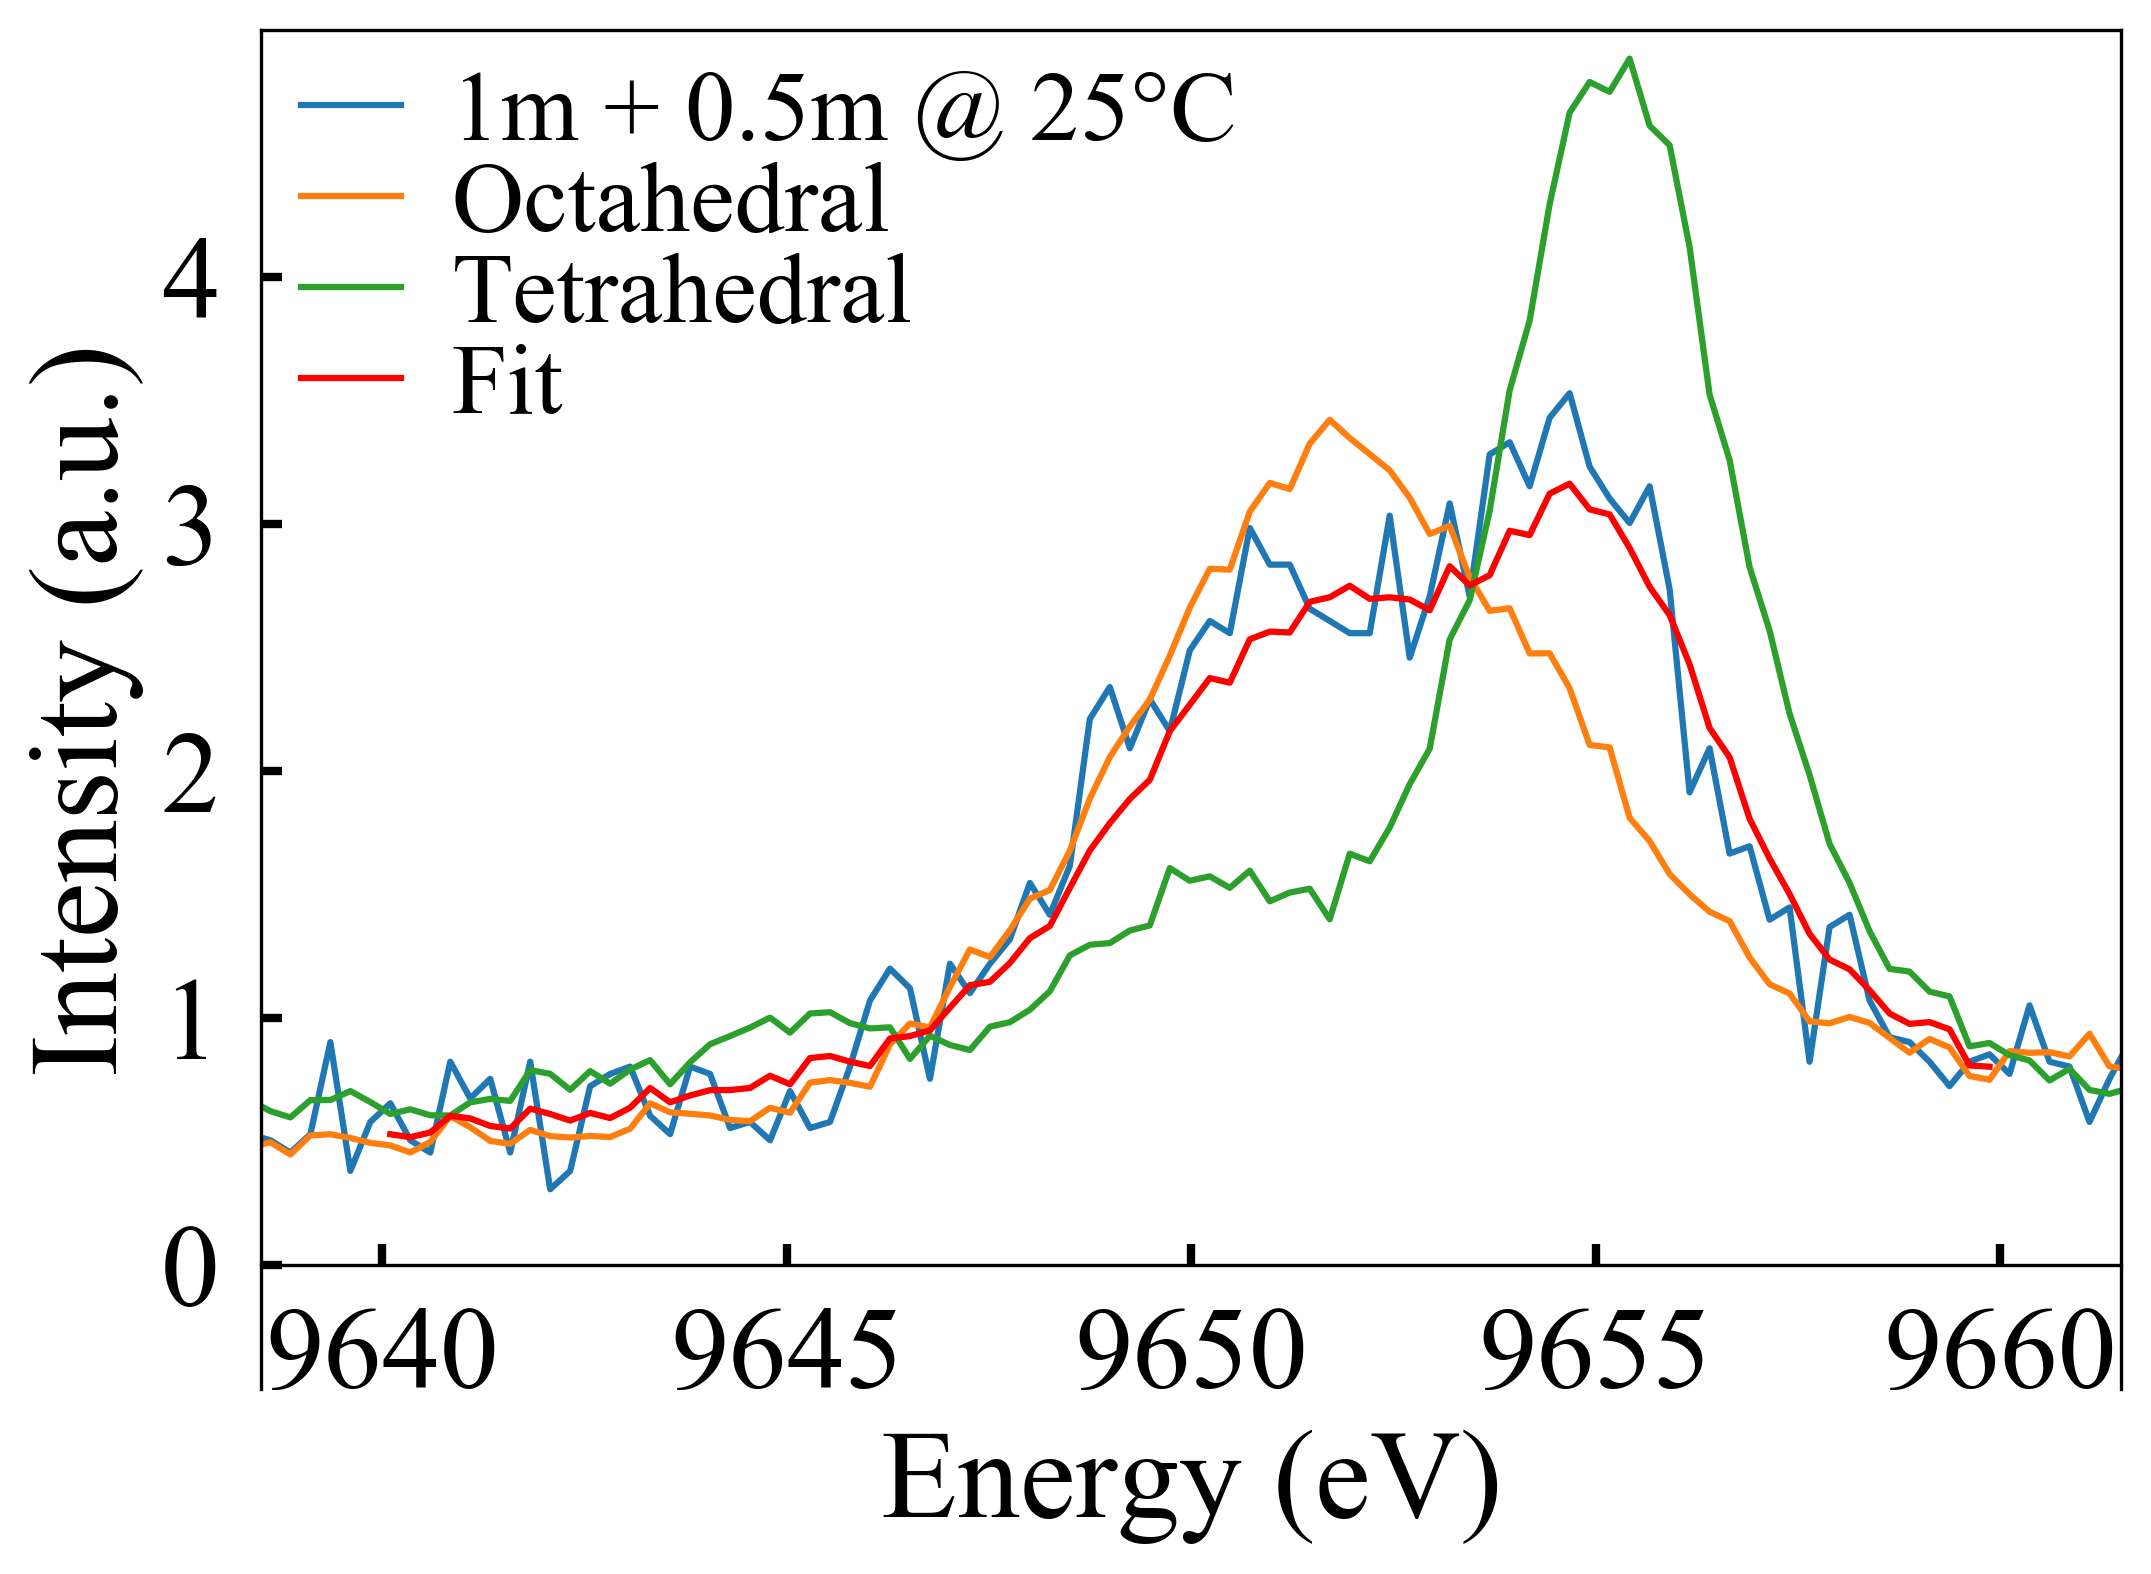 1m + 0.5m @ 25°C
Octahedral
Tetrahedral
Fit
4
3
2
1
0
Intensity (a.u.)
9640 9645 9650 9655 9660
Energy (eV)